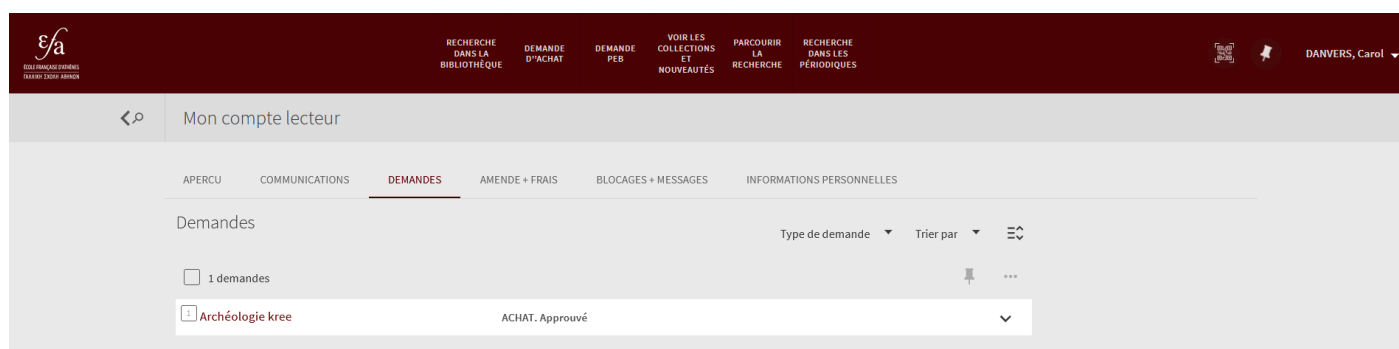 εfa
ÉCOLE FRANÇAISE D'ATHÈNES
ΓΑΛΛΙΚΗ ΣΧΟΛΗ ΑΘΗΝΩΝ
RECHERCHE
DANS LA
BIBLIOTHÈQUE
DEMANDE
D''ACHAT
DEMANDE
PEB
VOIR LES
COLLECTIONS
ET
NOUVEAUTÉS
PARCOURIR
LA
RECHERCHE
RECHERCHE
DANS LES
PÉRIODIQUES
DANVERS, Carol
Mon compte lecteur
APERCU
COMMUNICATIONS
DEMANDES
AMENDE + FRAIS
BLOCAGES + MESSAGES
INFORMATIONS PERSONNELLES
Demandes
Type de demande
Trier par
1 demandes
1 Archéologie kree
ACHAT. Approuvé